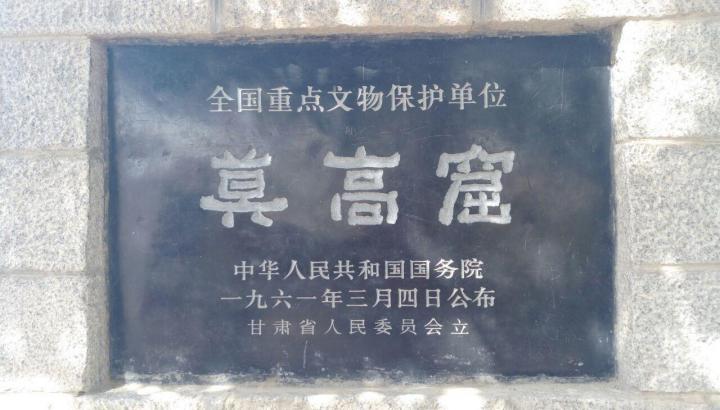 全国重点文物保护单位
莫高窟
中华人民共和国国务院
一九六一年三月四日公布
甘肃省人民委员会立